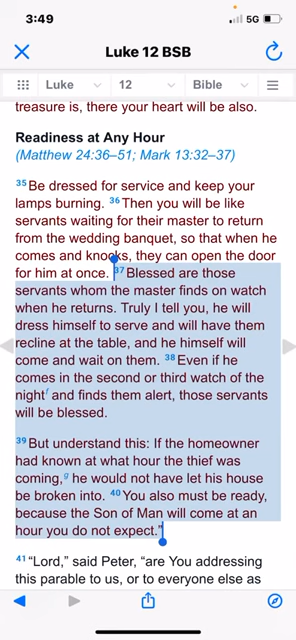 3:49
5G
Luke 12 BSB
Luke 12 Bible
treasure is, there your heart will be also.
Readiness at Any Hour
(Matthew 24:36–51; Mark 13:32–37)
35 Be dressed for service and keep your
lamps burning. 36 Then you will be like
servants waiting for their master to return
from the wedding banquet, so that when he
comes and knocks, they can open the door
for him at once. 37 Blessed are those
servants whom the master finds on watch
when he returns. Truly I tell you, he will
dress himself to serve and will have them
recline at the table, and he himself will
come and wait on them. 38 Even if he
comes in the second or third watch of the
night f and finds them alert, those servants
will be blessed.
39 But understand this: If the homeowner
had known at what hour the thief was
coming, g he would not have let his house
be broken into. 40 You also must be ready,
because the Son of Man will come at an
hour you do not expect.”
41 “Lord,” said Peter, “are You addressing
this parable to us, or to everyone else as